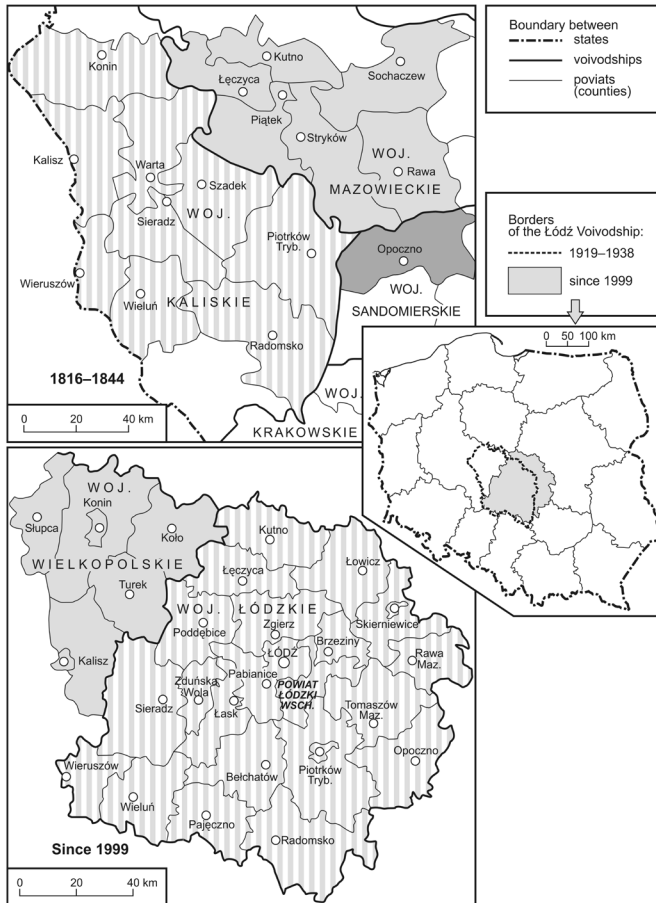 Konin
Kutno
Łęczyca
Sochaczew
Piątek
Stryków
WOJ.
Rawa
MAZOWIECKIE
Kalisz
Warta
Szadek
Sieradz
WOJ.
Piotrków
Tryb.
Opoczno
WOJ.
SANDOMIERSKIE
Wieruszów
Wieluń
KALISKIE
Radomsko
1816–1844
WOJ.
KRAKOWSKIE
0 20 40 km
Boundary between
states
voivodships
poviats
(counties)
Borders
of the Łódź Voivodship:
1919–1938
since 1999
0 50 100 km
WOJ.
Słupca
Konin
Koło
WIELKOPOLSKIE
Turek
Kalisz
Kutno
Łowicz
Łęczyca
WOJ. ŁÓDZKIE
Skierniewice
Poddębice
Zgierz
Brzeziny
ŁÓDŹ
Rawa
Maz.
Zduńska
Wola
Pabianice
POWIAT
ŁÓDZKI
WSCH.
Sieradz
Łask
Tomaszów
Maz.
Opoczno
Wieruszów
Bełchatów
Piotrków
Tryb.
Wieluń
Pajęczno
Radomsko
Since 1999
0 20 40 km